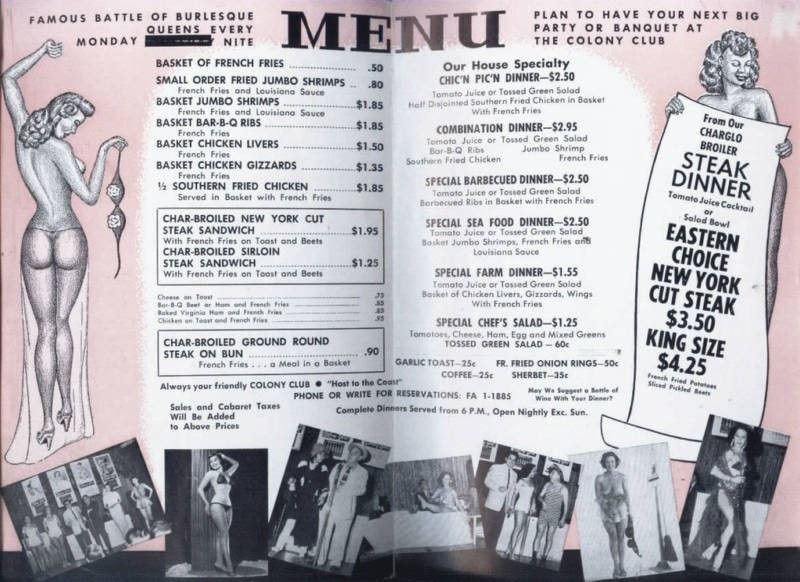 FAMOUS BATTLE OF BURLESQUE
QUEENS EVERY
MONDAY NITE
MENU
PLAN TO HAVE YOUR NEXT BIG
PARTY OR BANQUET AT
THE COLONY CLUB
BASKET OF FRENCH FRIES .50
SMALL ORDER FRIED JUMBO SHRIMPS .80
French Fries and Louisiana Sauce
BASKET JUMBO SHRIMPS $1.85
French Fries and Louisiana Sauce
BASKET BAR-B-Q RIBS $1.85
French Fries
BASKET CHICKEN LIVERS $1.50
French Fries
BASKET CHICKEN GIZZARDS $1.35
French Fries
½ SOUTHERN FRIED CHICKEN $1.85
Served in Basket with French Fries
CHAR-BROILED NEW YORK CUT
STEAK SANDWICH $1.95
With French Fries on Toast and Beets
CHAR-BROILED SIRLOIN
STEAK SANDWICH $1.25
With French Fries on Toast and Beets
Cheese on Toast .75
Bar-B-Q Beef or Ham and French Fries .85
Baked Virginia Ham and French Fries .85
Chicken on Toast and French Fries .95
CHAR-BROILED GROUND ROUND
STEAK ON BUN .90
French Fries . . . a Meal in a Basket
Our House Specialty
CHIC'N PIC'N DINNER—$2.50
Tomato Juice or Tossed Green Salad
Half Disjointed Southern Fried Chicken in Basket
With French Fries
COMBINATION DINNER—$2.95
Tomato Juice or Tossed Green Salad
Bar-B-Q Ribs Jumbo Shrimp
Southern Fried Chicken French Fries
SPECIAL BARBECUED DINNER—$2.50
Tomato Juice or Tossed Green Salad
Barbecued Ribs in Basket with French Fries
SPECIAL SEA FOOD DINNER—$2.50
Tomato Juice or Tossed Green Salad
Basket Jumbo Shrimps, French Fries and
Louisiana Sauce
SPECIAL FARM DINNER—$1.55
Tomato Juice or Tossed Green Salad
Basket of Chicken Livers, Gizzards, Wings
With French Fries
SPECIAL CHEF'S SALAD—$1.25
Tomatoes, Cheese, Ham, Egg and Mixed Greens
TOSSED GREEN SALAD – 60c
GARLIC TOAST—25c FR. FRIED ONION RINGS—50c
COFFEE—25c SHERBET—35c
From Our
CHARGLO
BROILER
STEAK
DINNER
Tomato Juice Cocktail
or
Salad Bowl
EASTERN
CHOICE
NEW YORK
CUT STEAK
$3.50
KING SIZE
$4.25
French Fried Potatoes
Sliced Pickled Beets
Always your friendly COLONY CLUB ● "Host to the Coast"
May We Suggest a Bottle of
Wine With Your Dinner?
PHONE OR WRITE FOR RESERVATIONS: FA 1-1885
Sales and Cabaret Taxes
Will Be Added
to Above Prices
Complete Dinners Served from 6 P.M., Open Nightly Exc. Sun.